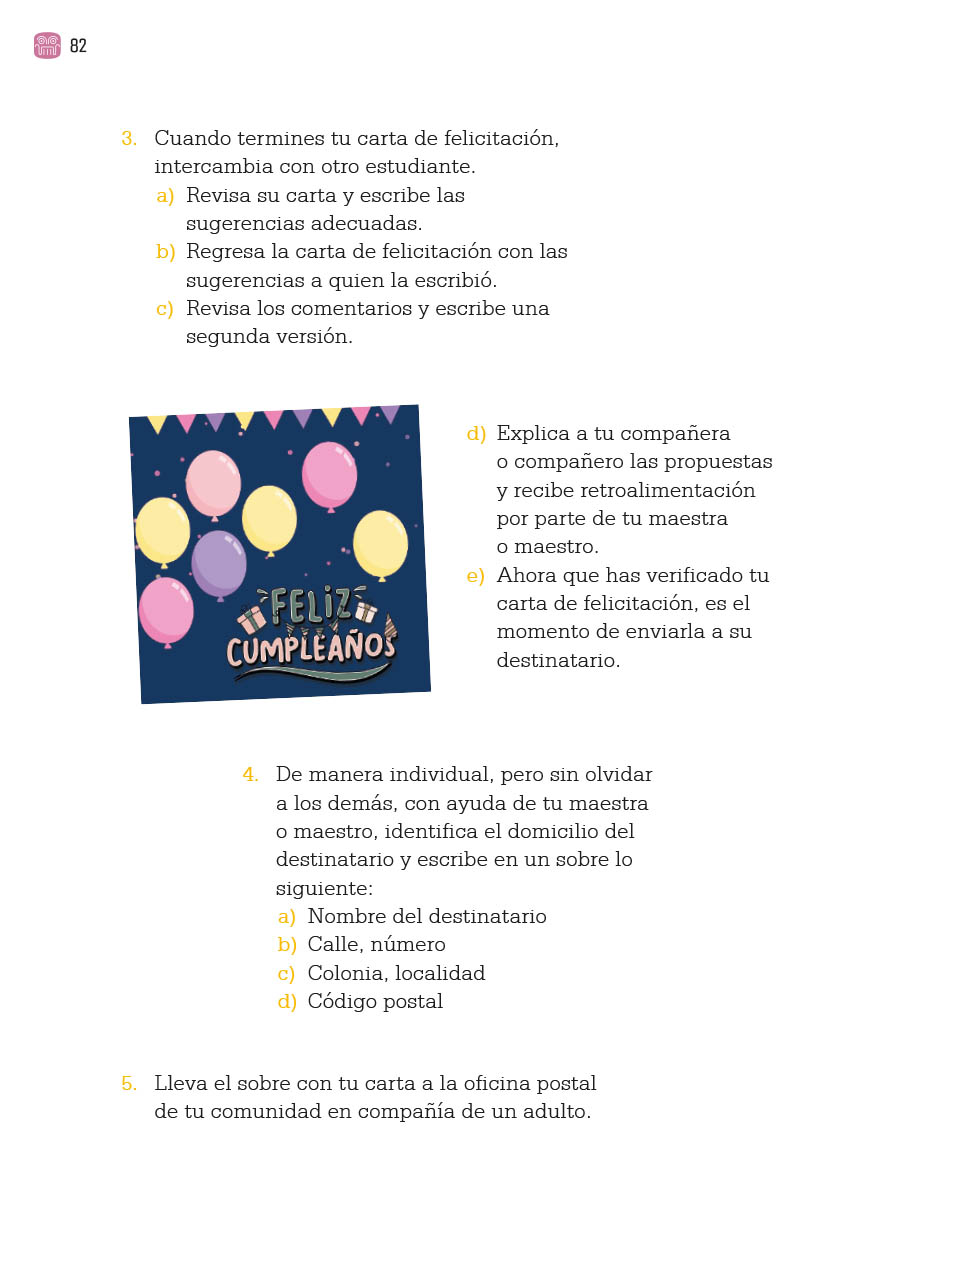 82
3. Cuando termines tu carta de felicitación,
intercambia con otro estudiante.
a) Revisa su carta y escribe las
sugerencias adecuadas.
b) Regresa la carta de felicitación con las
sugerencias a quien la escribió.
c) Revisa los comentarios y escribe una
segunda versión.
d) Explica a tu compañera
o compañero las propuestas
y recibe retroalimentación
por parte de tu maestra
o maestro.
e) Ahora que has verificado tu
carta de felicitación, es el
momento de enviarla a su
destinatario.
FELIZ
CUMPLEAÑOS
4. De manera individual, pero sin olvidar
a los demás, con ayuda de tu maestra
o maestro, identifica el domicilio del
destinatario y escribe en un sobre lo
siguiente:
a) Nombre del destinatario
b) Calle, número
c) Colonia, localidad
d) Código postal
5. Lleva el sobre con tu carta a la oficina postal
de tu comunidad en compañía de un adulto.